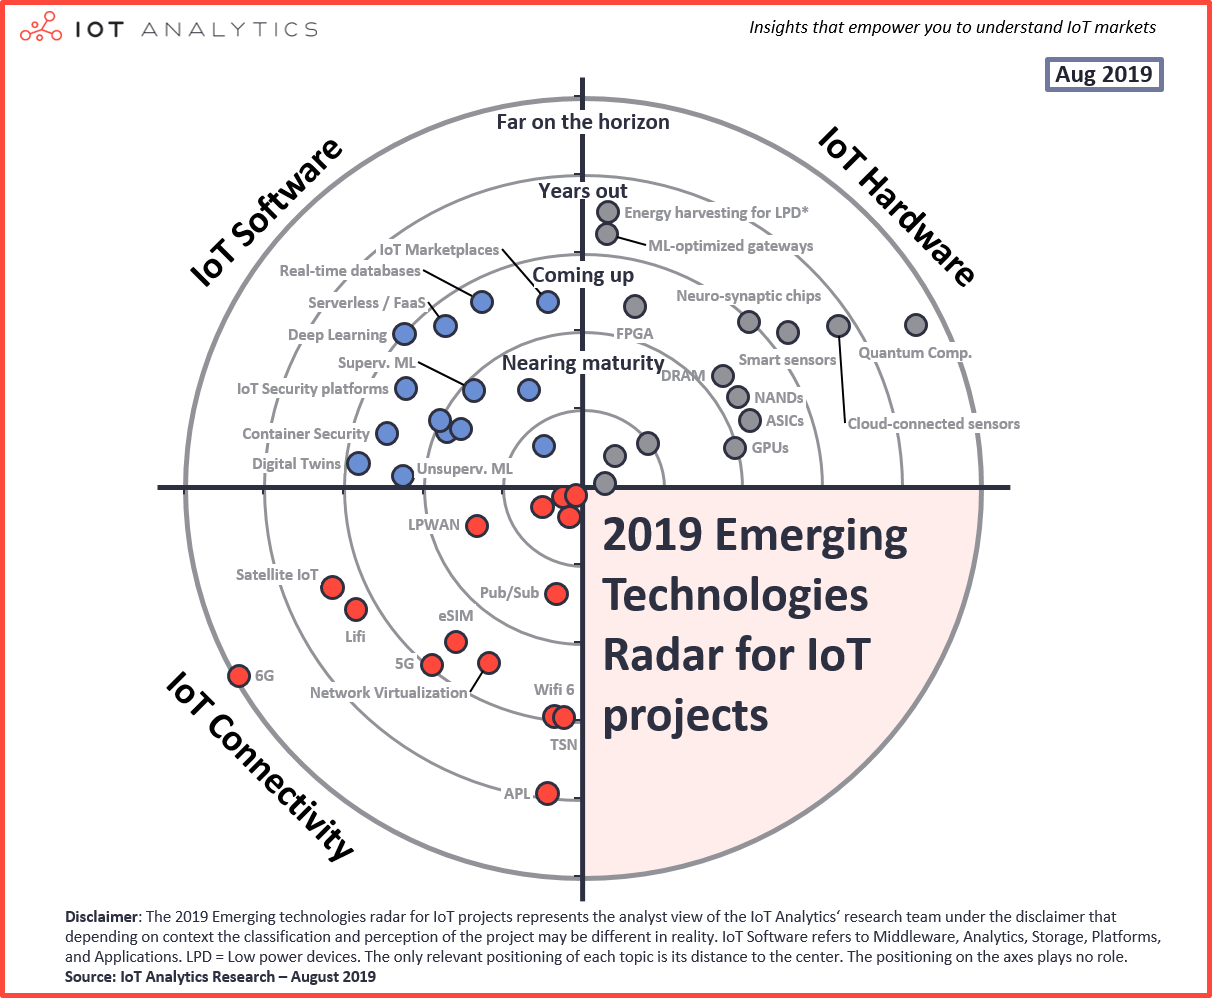 IOT ANALYTICS
Insights that empower you to understand IoT markets
Aug 2019
Far on the horizon
IoT Software
IoT Hardware
Years out
Energy harvesting for LPD*
ML-optimized gateways
IoT Marketplaces
Real-time databases
Coming up
Serverless / FaaS
Neuro-synaptic chips
Deep Learning
FPGA
Smart sensors
Quantum Comp.
Superv. ML
Nearing maturity
DRAM
IoT Security platforms
NANDs
ASICs
Cloud-connected sensors
Container Security
GPUs
Digital Twins
Unsuperv. ML
LPWAN
2019 Emerging
Technologies
Radar for IoT
projects
Satellite IoT
Pub/Sub
eSIM
Lifi
5G
6G
Network Virtualization
Wifi 6
TSN
APL
IoT Connectivity
Disclaimer: The 2019 Emerging technologies radar for IoT projects represents the analyst view of the IoT Analytics‘ research team under the disclaimer that
depending on context the classification and perception of the project may be different in reality. IoT Software refers to Middleware, Analytics, Storage, Platforms,
and Applications. LPD = Low power devices. The only relevant positioning of each topic is its distance to the center. The positioning on the axes plays no role.
Source: IoT Analytics Research – August 2019